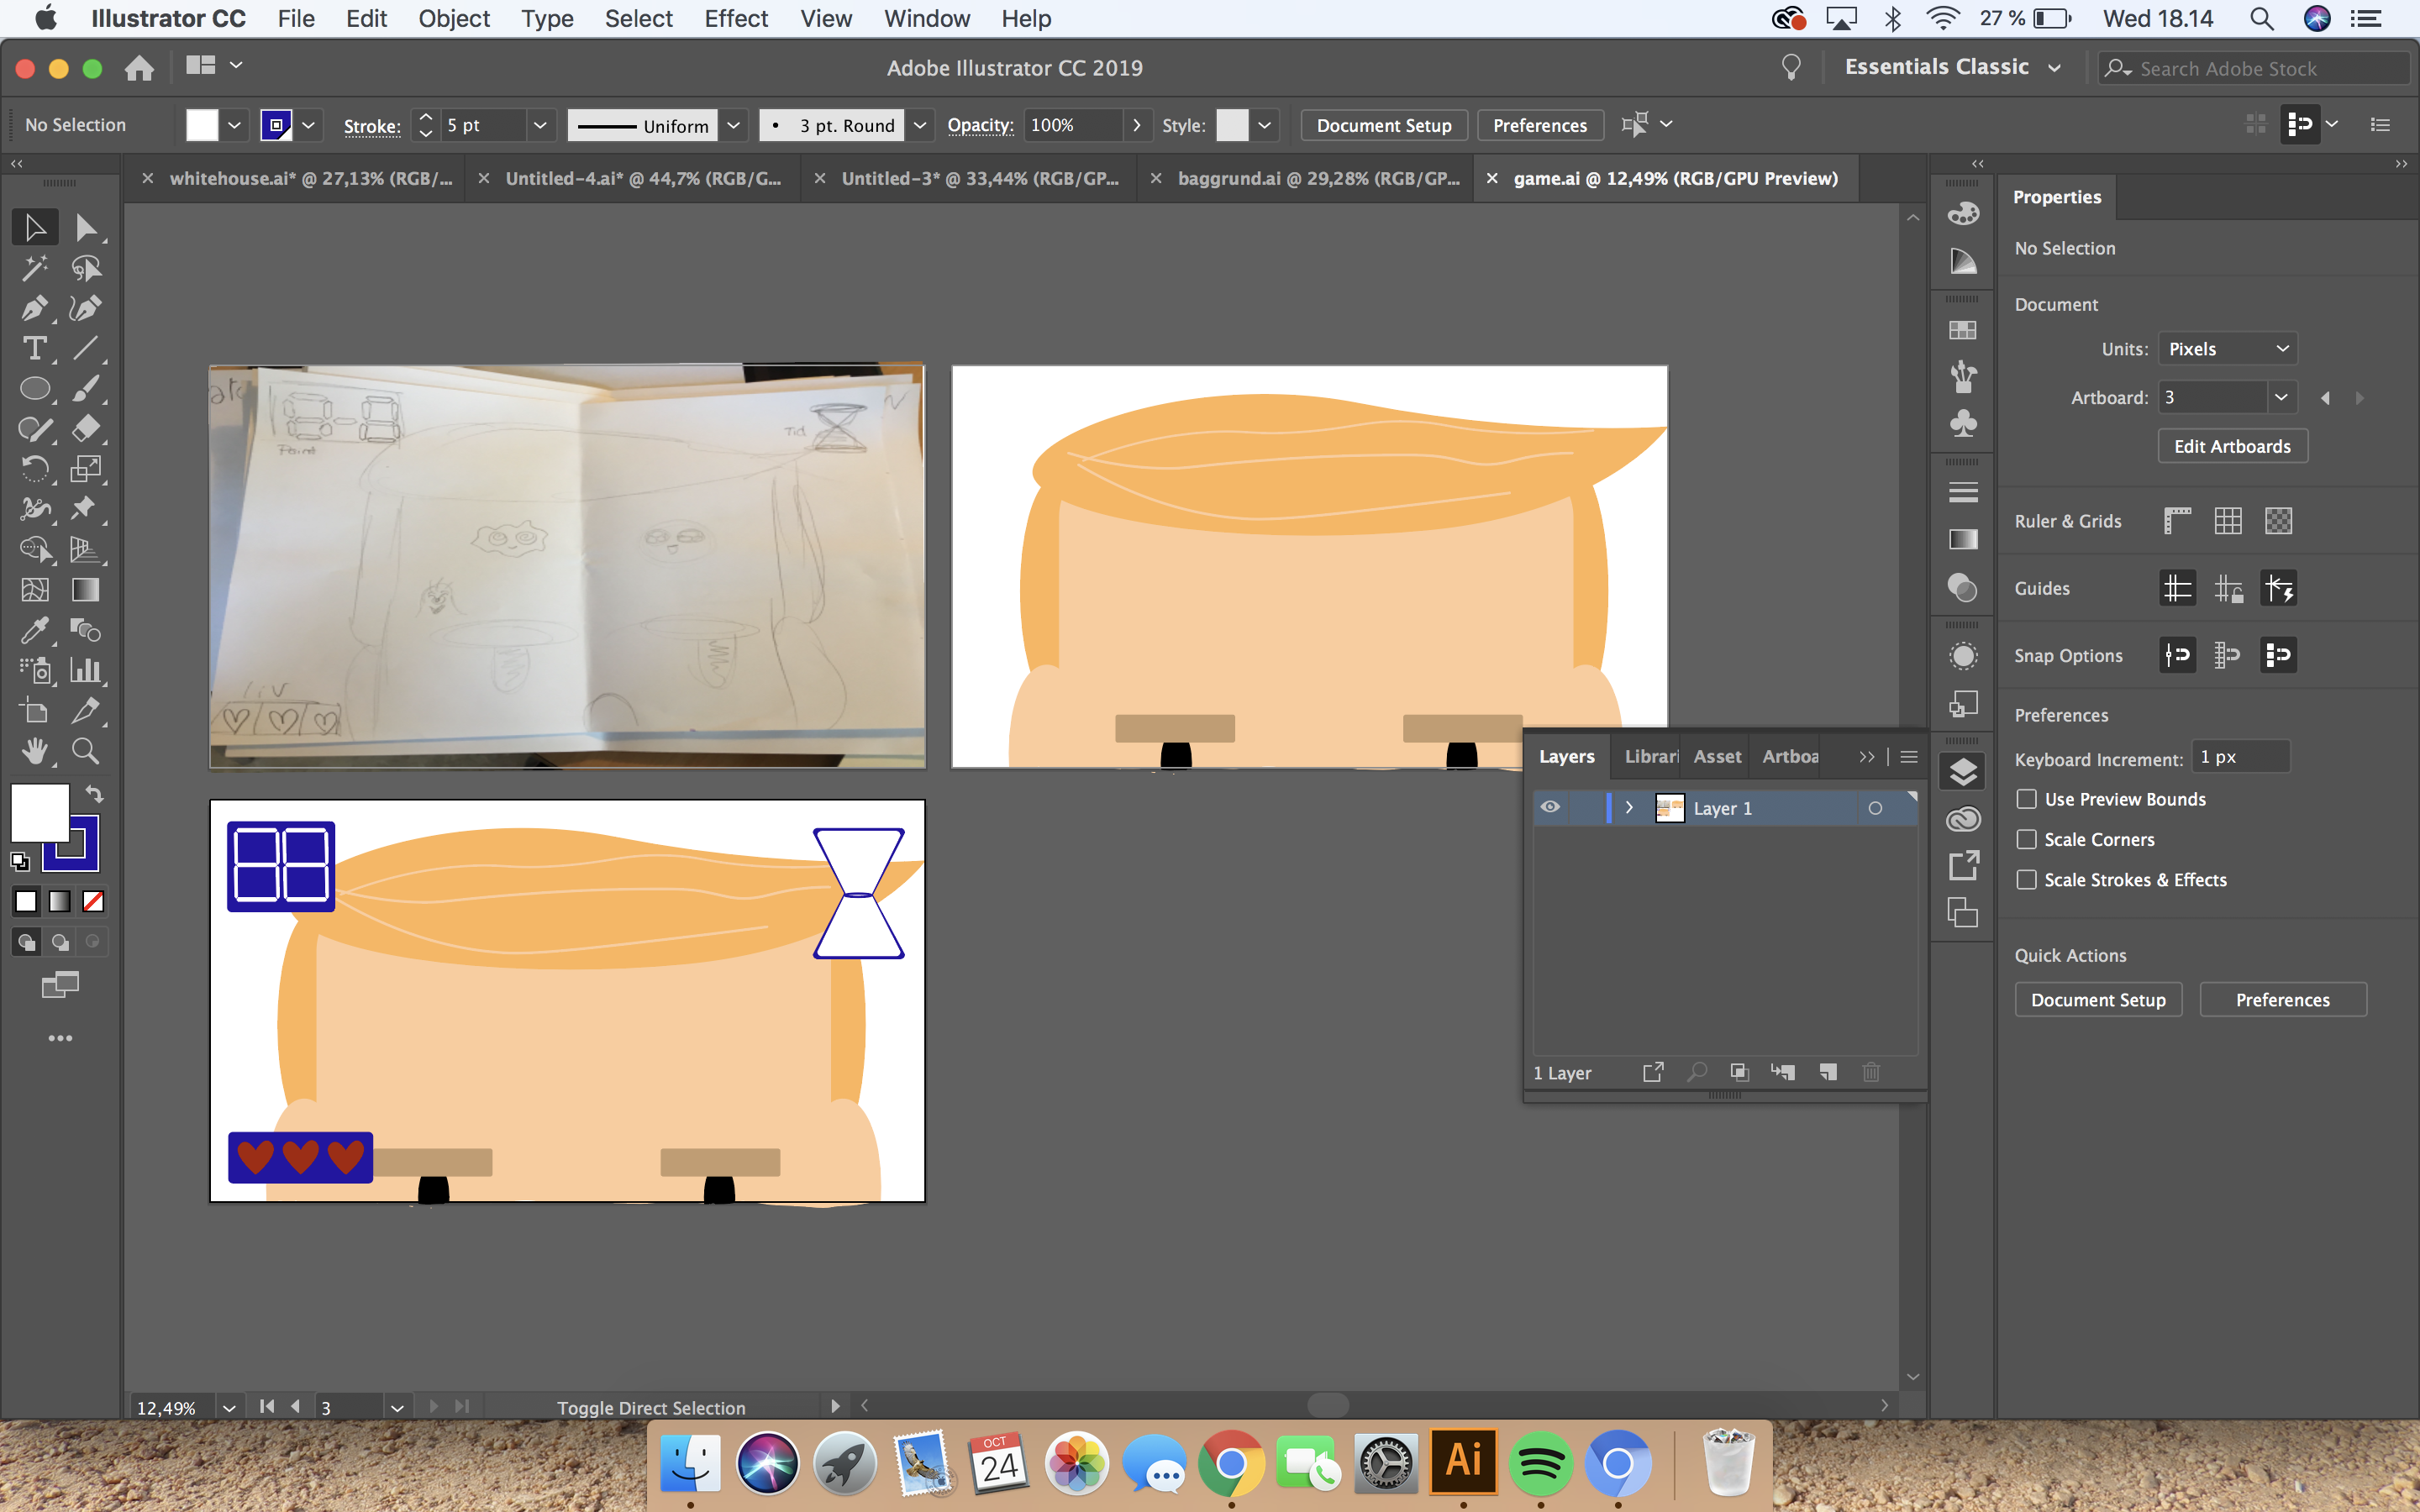 Illustrator CC File Edit Object Type Select Effect View Window Help 27 % Wed 18.14
Adobe Illustrator CC 2019 Essentials Classic Search Adobe Stock
No Selection Stroke: 5 pt Uniform 3 pt. Round Opacity: 100% Style: Document Setup Preferences
whitehouse.ai* @ 27,13% (RGB/... Untitled-4.ai* @ 44,7% (RGB/G... Untitled-3* @ 33,44% (RGB/GP... baggrund.ai @ 29,28% (RGB/GP... game.ai @ 12,49% (RGB/GPU Preview)
Properties
No Selection
Document
Units: Pixels
Artboard: 3
Edit Artboards
Ruler & Grids
Guides
Snap Options
Preferences
Keyboard Increment: 1 px
Use Preview Bounds
Scale Corners
Scale Strokes & Effects
Quick Actions
Document Setup Preferences
Point
Tid
liv
Layers Librari Asset Artboa
Layer 1
1 Layer
12,49% 3 Toggle Direct Selection
OCT
24
Ai